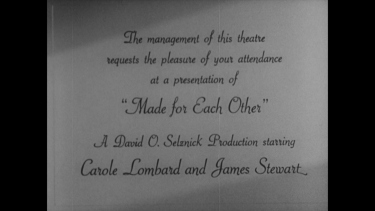 The management of this theatre
requests the pleasure of your attendance
at a presentation of
"Made for Each Other"
A David O. Selznick Production starring
Carole Lombard and James Stewart